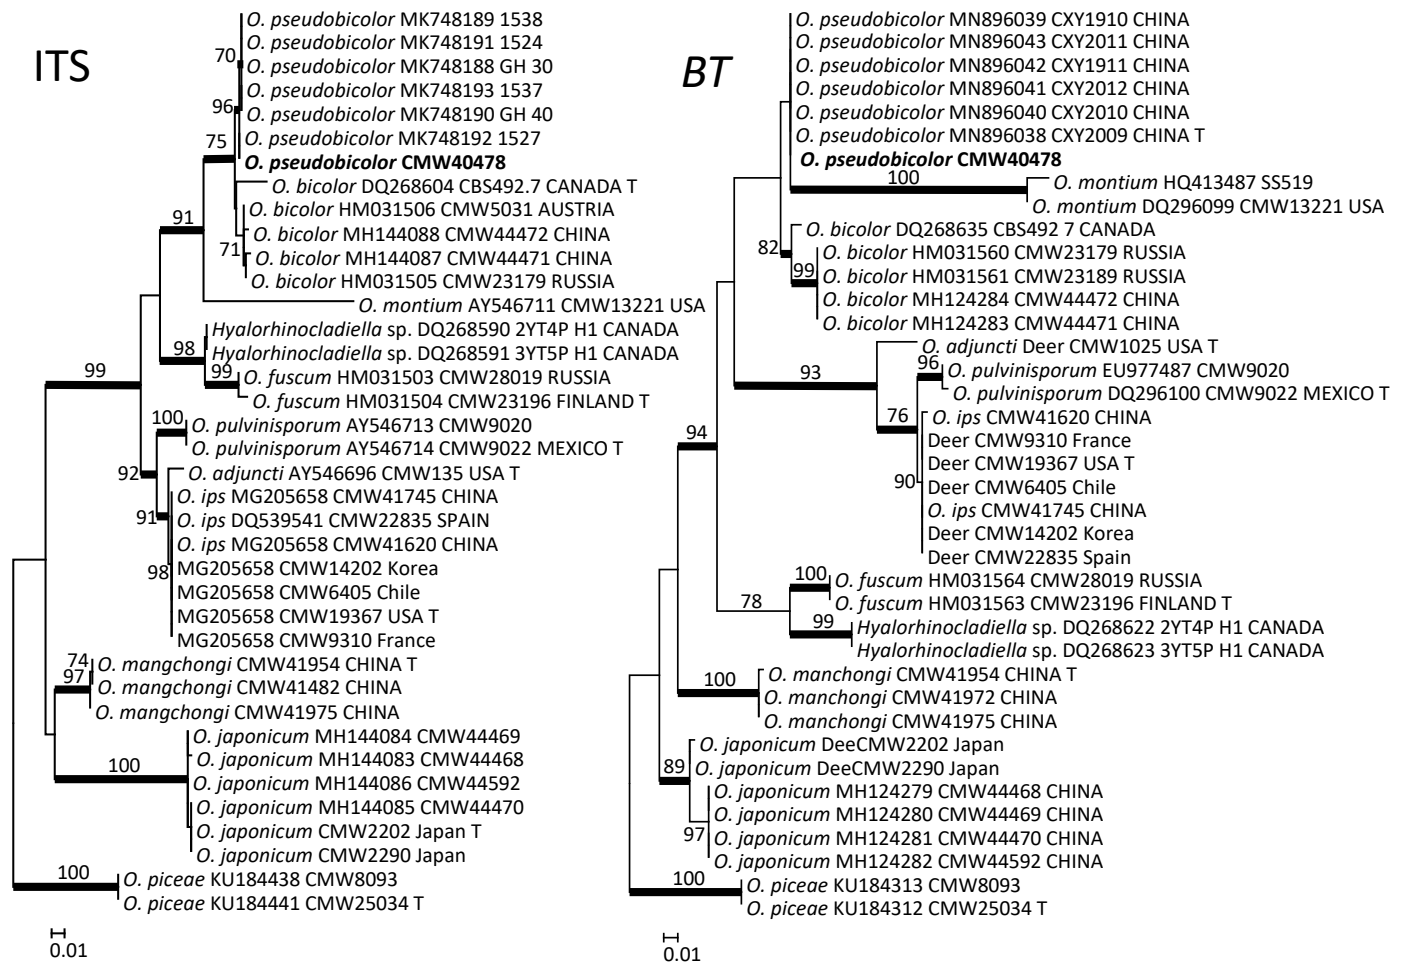 ITS
O. pseudobicolor MK748189 1538
O. pseudobicolor MK748191 1524
70
O. pseudobicolor MK748188 GH 30
O. pseudobicolor MK748193 1537
96
O. pseudobicolor MK748190 GH 40
75
O. pseudobicolor MK748192 1527
O. pseudobicolor CMW40478
O. bicolor DQ268604 CBS492.7 CANADA T
91
O. bicolor HM031506 CMW5031 AUSTRIA
O. bicolor MH144088 CMW44472 CHINA
71
O. bicolor MH144087 CMW44471 CHINA
O. bicolor HM031505 CMW23179 RUSSIA
O. montium AY546711 CMW13221 USA
Hyalorhinocladiella sp. DQ268590 2YT4P H1 CANADA
98
Hyalorhinocladiella sp. DQ268591 3YT5P H1 CANADA
99
99
O. fuscum HM031503 CMW28019 RUSSIA
O. fuscum HM031504 CMW23196 FINLAND T
100
O. pulvinisporum AY546713 CMW9020
O. pulvinisporum AY546714 CMW9022 MEXICO T
92
O. adjuncti AY546696 CMW135 USA T
O. ips MG205658 CMW41745 CHINA
91
O. ips DQ539541 CMW22835 SPAIN
O. ips MG205658 CMW41620 CHINA
98
MG205658 CMW14202 Korea
MG205658 CMW6405 Chile
MG205658 CMW19367 USA T
MG205658 CMW9310 France
74
O. mangchongi CMW41954 CHINA T
97
O. mangchongi CMW41482 CHINA
O. mangchongi CMW41975 CHINA
O. japonicum MH144084 CMW44469
O. japonicum MH144083 CMW44468
100
O. japonicum MH144086 CMW44592
O. japonicum MH144085 CMW44470
O. japonicum CMW2202 Japan T
O. japonicum CMW2290 Japan
100
O. piceae KU184438 CMW8093
O. piceae KU184441 CMW25034 T
0.01
BT
O. pseudobicolor MN896039 CXY1910 CHINA
O. pseudobicolor MN896043 CXY2011 CHINA
O. pseudobicolor MN896042 CXY1911 CHINA
O. pseudobicolor MN896041 CXY2012 CHINA
O. pseudobicolor MN896040 CXY2010 CHINA
O. pseudobicolor MN896038 CXY2009 CHINA T
O. pseudobicolor CMW40478
100
O. montium HQ413487 SS519
O. montium DQ296099 CMW13221 USA
O. bicolor DQ268635 CBS492 7 CANADA
82
O. bicolor HM031560 CMW23179 RUSSIA
99
O. bicolor HM031561 CMW23189 RUSSIA
O. bicolor MH124284 CMW44472 CHINA
O. bicolor MH124283 CMW44471 CHINA
O. adjuncti Deer CMW1025 USA T
93
96
O. pulvinisporum EU977487 CMW9020
O. pulvinisporum DQ296100 CMW9022 MEXICO T
76
O. ips CMW41620 CHINA
Deer CMW9310 France
Deer CMW19367 USA T
90
Deer CMW6405 Chile
O. ips CMW41745 CHINA
Deer CMW14202 Korea
Deer CMW22835 Spain
94
100
O. fuscum HM031564 CMW28019 RUSSIA
78
O. fuscum HM031563 CMW23196 FINLAND T
99
Hyalorhinocladiella sp. DQ268622 2YT4P H1 CANADA
Hyalorhinocladiella sp. DQ268623 3YT5P H1 CANADA
100
O. manchongi CMW41954 CHINA T
O. manchongi CMW41972 CHINA
O. manchongi CMW41975 CHINA
O. japonicum DeeCMW2202 Japan
89
O. japonicum DeeCMW2290 Japan
O. japonicum MH124279 CMW44468 CHINA
O. japonicum MH124280 CMW44469 CHINA
97
O. japonicum MH124281 CMW44470 CHINA
O. japonicum MH124282 CMW44592 CHINA
100
O. piceae KU184313 CMW8093
O. piceae KU184312 CMW25034 T
0.01